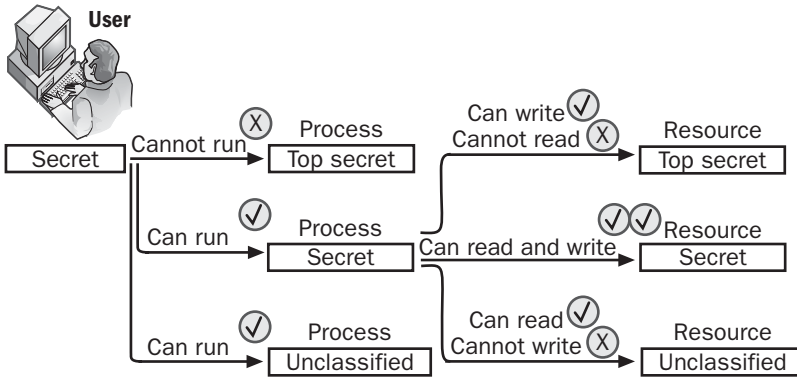 User
Secret
Cannot run X
Process
Top secret
Can write ✓
Cannot read X
Resource
Top secret
Can run ✓
Process
Secret
Can read and write ✓✓
Resource
Secret
Can run ✓
Process
Unclassified
Can read ✓
Cannot write X
Resource
Unclassified